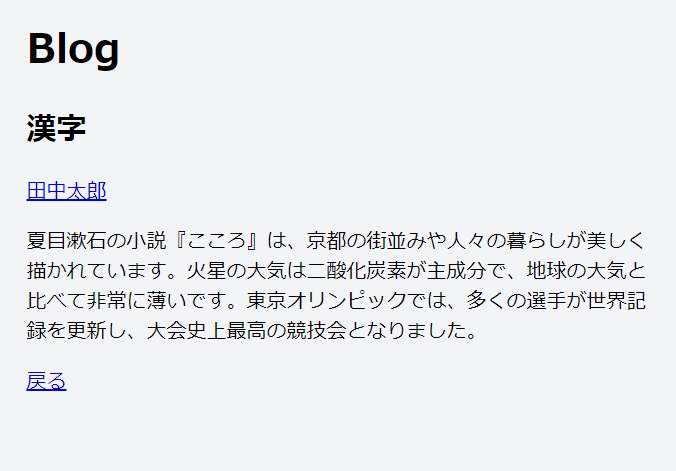 Blog
漢字
田中太郎
夏目漱石の小説『こころ』は、京都の街並みや人々の暮らしが美しく
描かれています。火星の大気は二酸化炭素が主成分で、地球の大気と
比べて非常に薄いです。東京オリンピックでは、多くの選手が世界記
録を更新し、大会史上最高の競技会となりました。
戻る